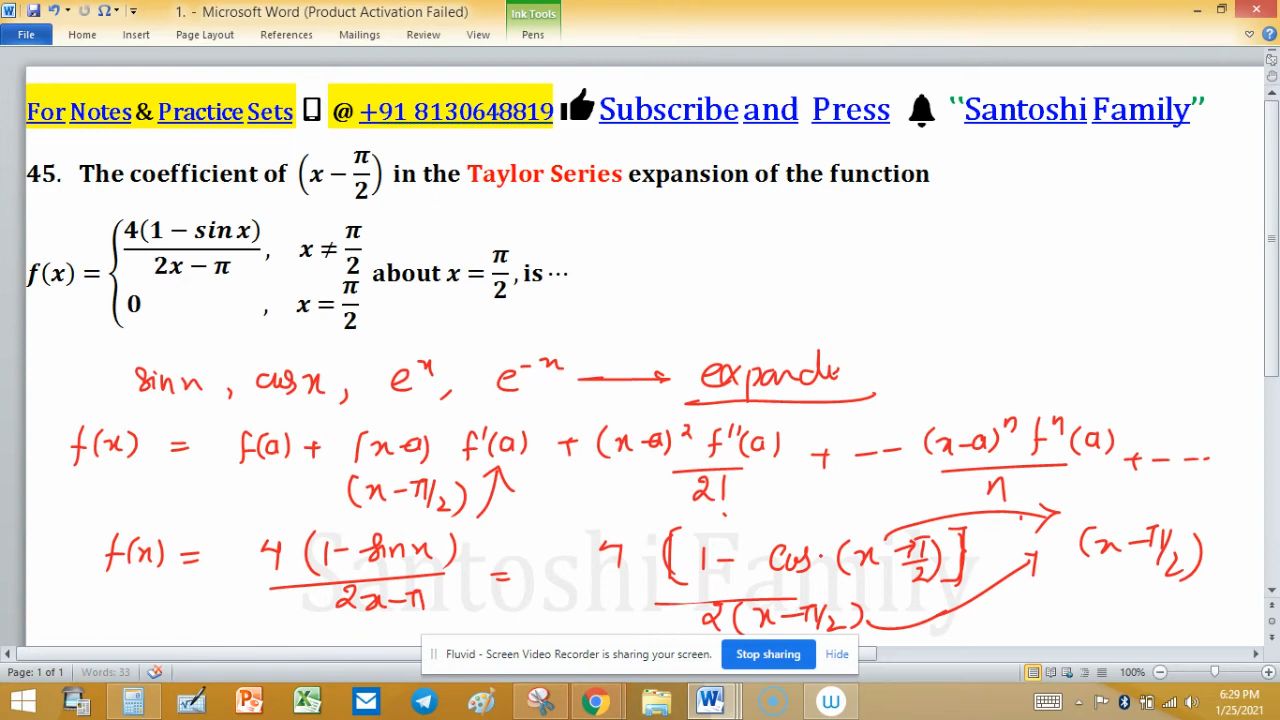 1. - Microsoft Word (Product Activation Failed)
Ink Tools
File Home Insert Page Layout References Mailings Review View Pens
For Notes & Practice Sets @ +91 8130648819 Subscribe and Press "Santoshi Family"
45. The coefficient of (x − π/2) in the Taylor Series expansion of the function
f(x) = { 4(1 − sin x)/(2x − π), x ≠ π/2
0 , x = π/2 about x = π/2, is ⋯
sin x, cos x, e^x, e^-x → expands
f(x) = f(a) + (x-a) f'(a) + (x-a)^2 f''(a)/2! + -- (x-a)^n f^n(a)/n + ----
(x-π/2)
f(x) = 4(1- sinx)/(2x-π) = 4[1- cos·(x-π/2)]/2(x-π/2) (x-π/2)
Santoshi Family
Fluvid - Screen Video Recorder is sharing your screen. Stop sharing Hide
Page: 1 of 1 Words: 33 100%
6:29 PM
1/25/2021